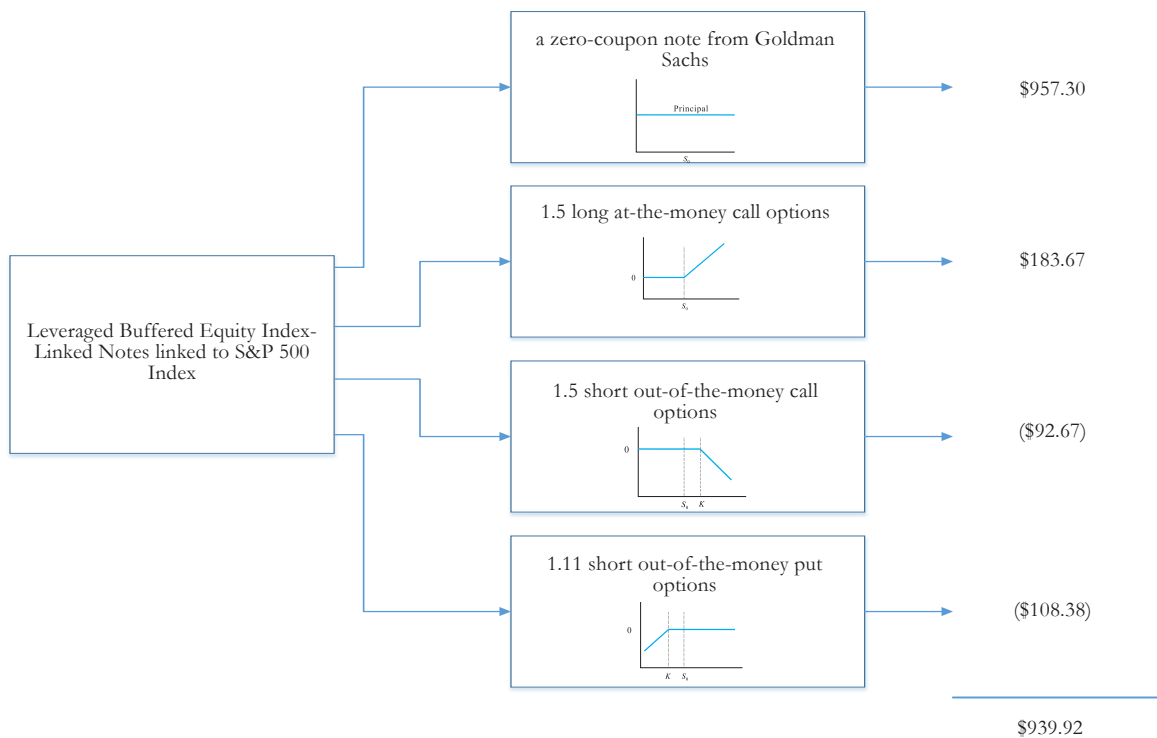 a zero-coupon note from Goldman
Sachs
Principal
S₀
$957.30
1.5 long at-the-money call options
0
S₀
$183.67
Leveraged Buffered Equity Index-
Linked Notes linked to S&P 500
Index
1.5 short out-of-the-money call
options
0
S₀ K
($92.67)
1.11 short out-of-the-money put
options
0
K S₀
($108.38)
$939.92